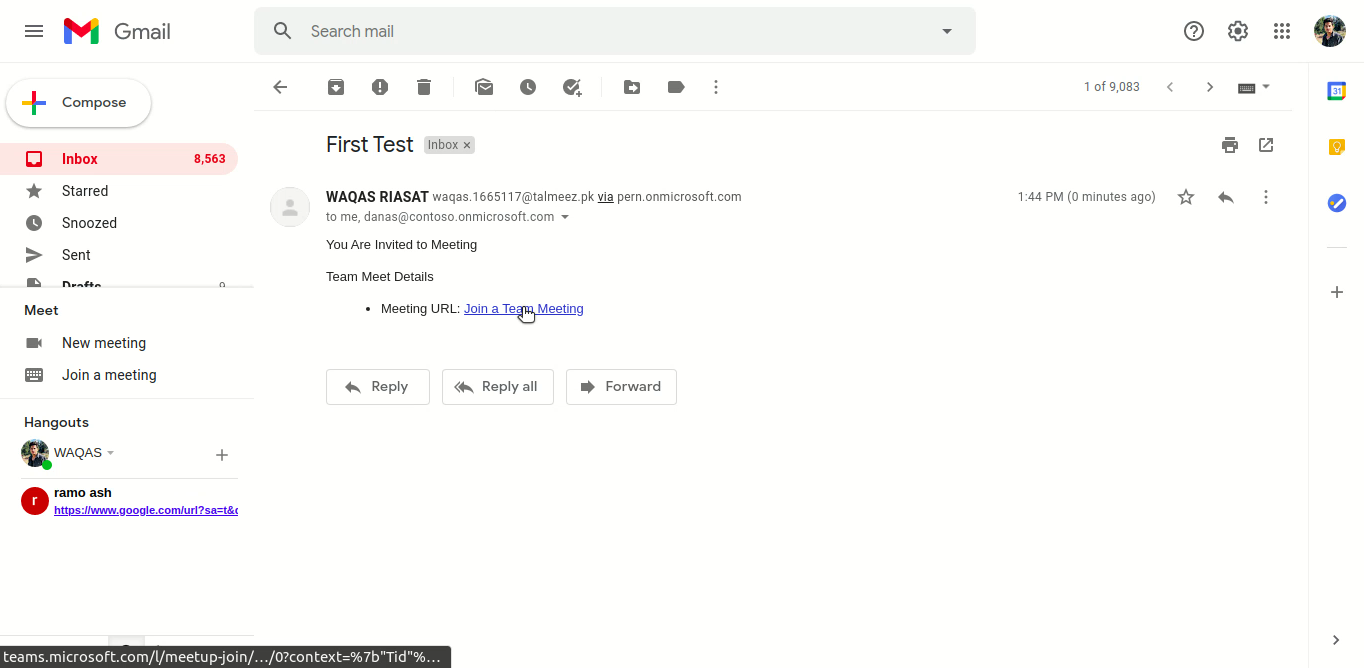 Gmail
Search mail
Compose
1 of 9,083
31
Inbox 8,563
Starred
Snoozed
Sent
Drafts 9
Meet
New meeting
Join a meeting
Hangouts
WAQAS
r
ramo ash
https://www.google.com/url?sa=t&
First Test Inbox ×
WAQAS RIASAT waqas.1665117@talmeez.pk via pern.onmicrosoft.com
1:44 PM (0 minutes ago)
to me, danas@contoso.onmicrosoft.com
You Are Invited to Meeting
Team Meet Details
• Meeting URL: Join a Team Meeting
Reply
Reply all
Forward
teams.microsoft.com/l/meetup-join/.../0?context=%7b"Tid"%...